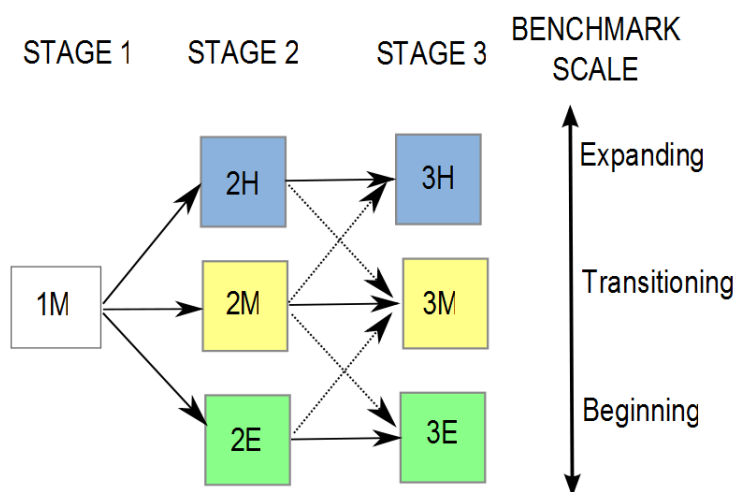 STAGE 1
STAGE 2
STAGE 3
BENCHMARK
SCALE
2H
3H
Expanding
1M
2M
3M
Transitioning
2E
3E
Beginning